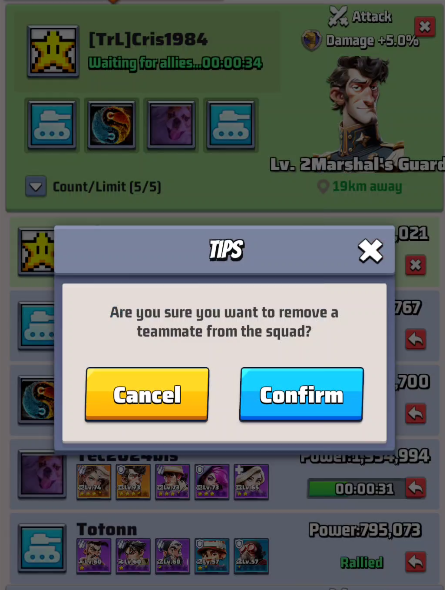 Attack
[TrL]Cris1984
Damage +5.0%
Waiting for allies...00:00:34
Lv. 2Marshal's Guard
Count/Limit (5/5)
19km away
,021
TIPS
767
Are you sure you want to remove a
teammate from the squad?
,700
Cancel
Confirm
Tel2024bis
Power:1,334,994
00:00:31
Totonn
Power:795,073
Rallied